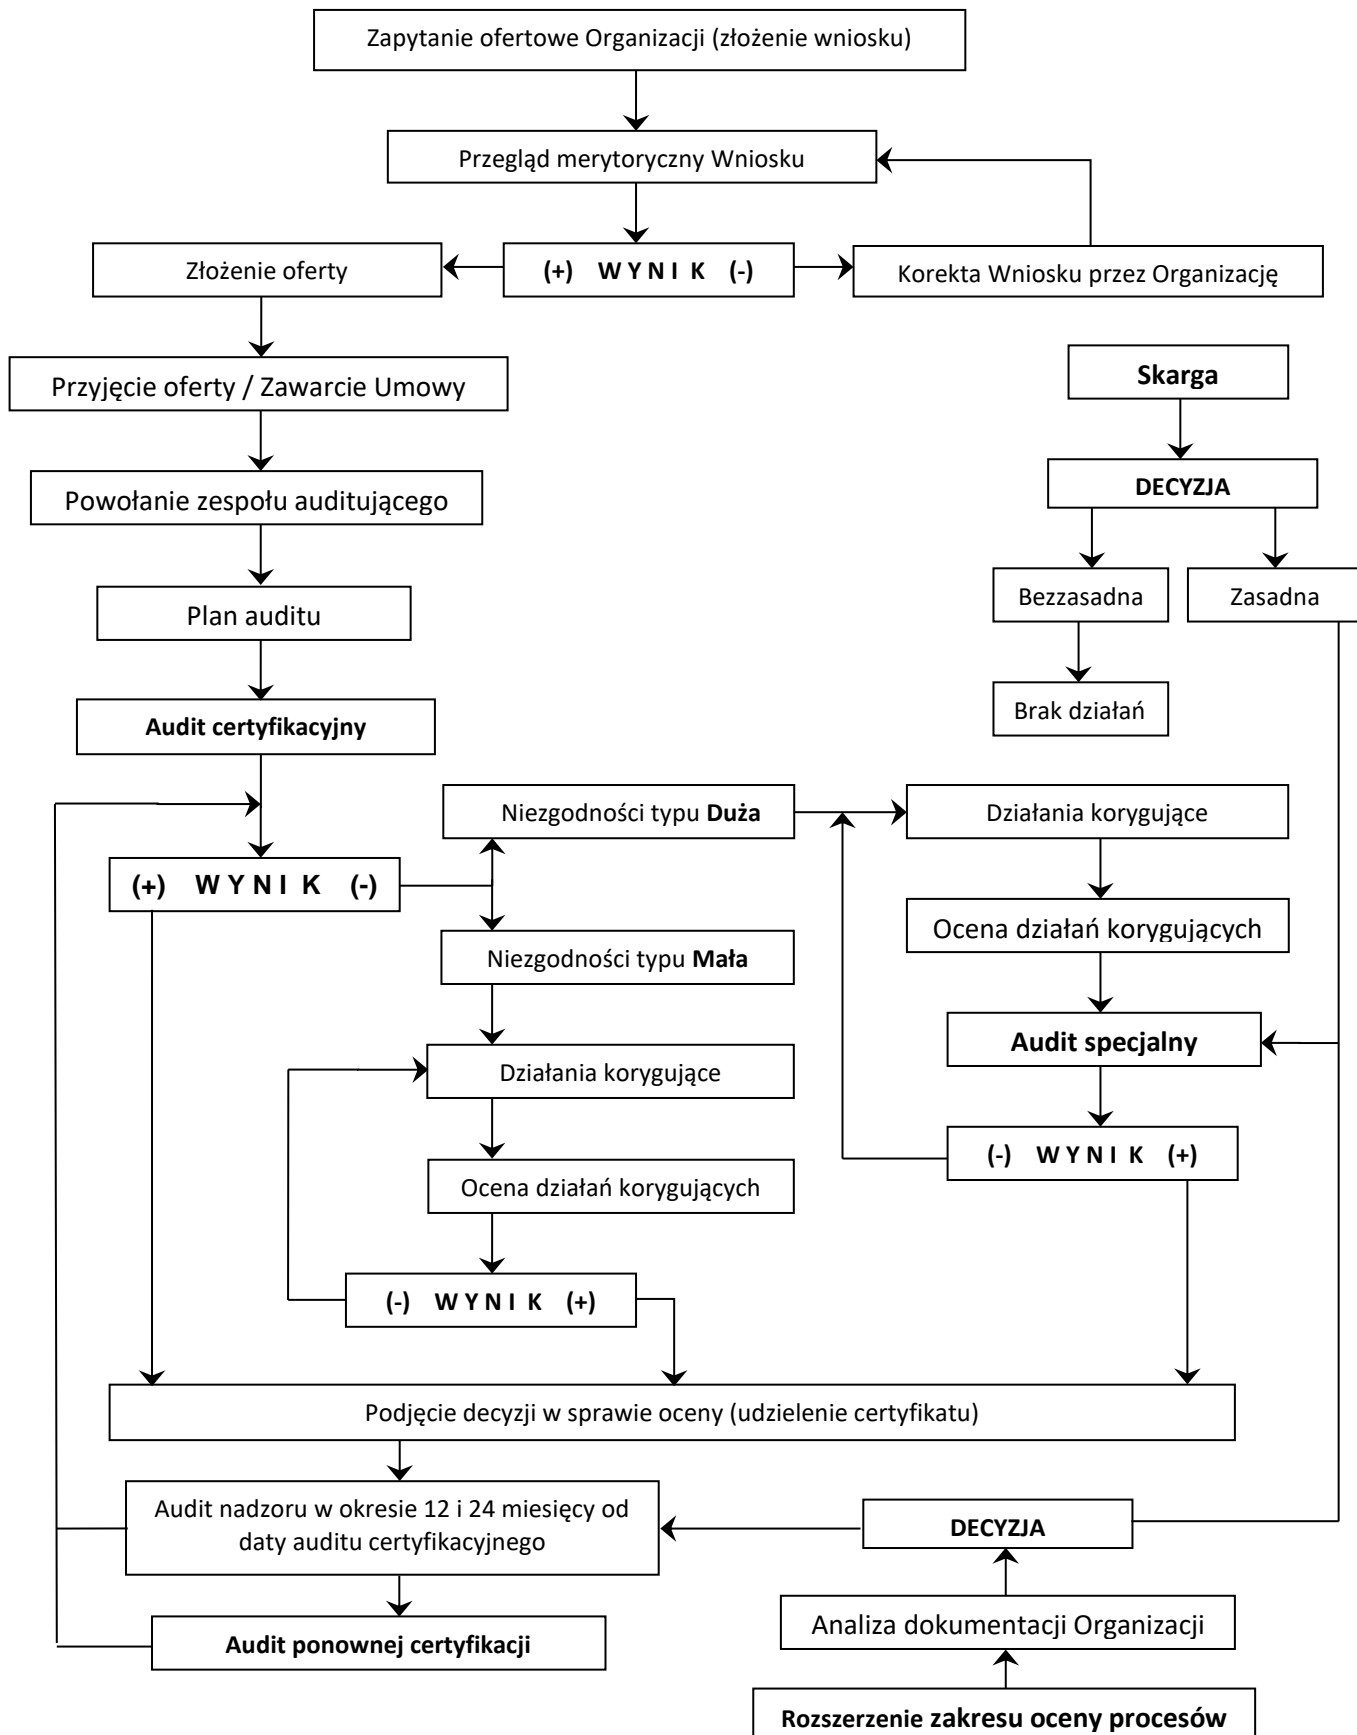 Zapytanie ofertowe Organizacji (złożenie wniosku)
Przegląd merytoryczny Wniosku
Złożenie oferty
(+) W Y N I K (-)
Korekta Wniosku przez Organizację
Przyjęcie oferty / Zawarcie Umowy
Skarga
Powołanie zespołu auditującego
DECYZJA
Plan auditu
Bezzasadna
Zasadna
Audit certyfikacyjny
Brak działań
Niezgodności typu Duża
Działania korygujące
(+) W Y N I K (-)
Ocena działań korygujących
Niezgodności typu Mała
Audit specjalny
Działania korygujące
(-) W Y N I K (+)
Ocena działań korygujących
(-) W Y N I K (+)
Podjęcie decyzji w sprawie oceny (udzielenie certyfikatu)
Audit nadzoru w okresie 12 i 24 miesięcy od
daty auditu certyfikacyjnego
DECYZJA
Audit ponownej certyfikacji
Analiza dokumentacji Organizacji
Rozszerzenie zakresu oceny procesów